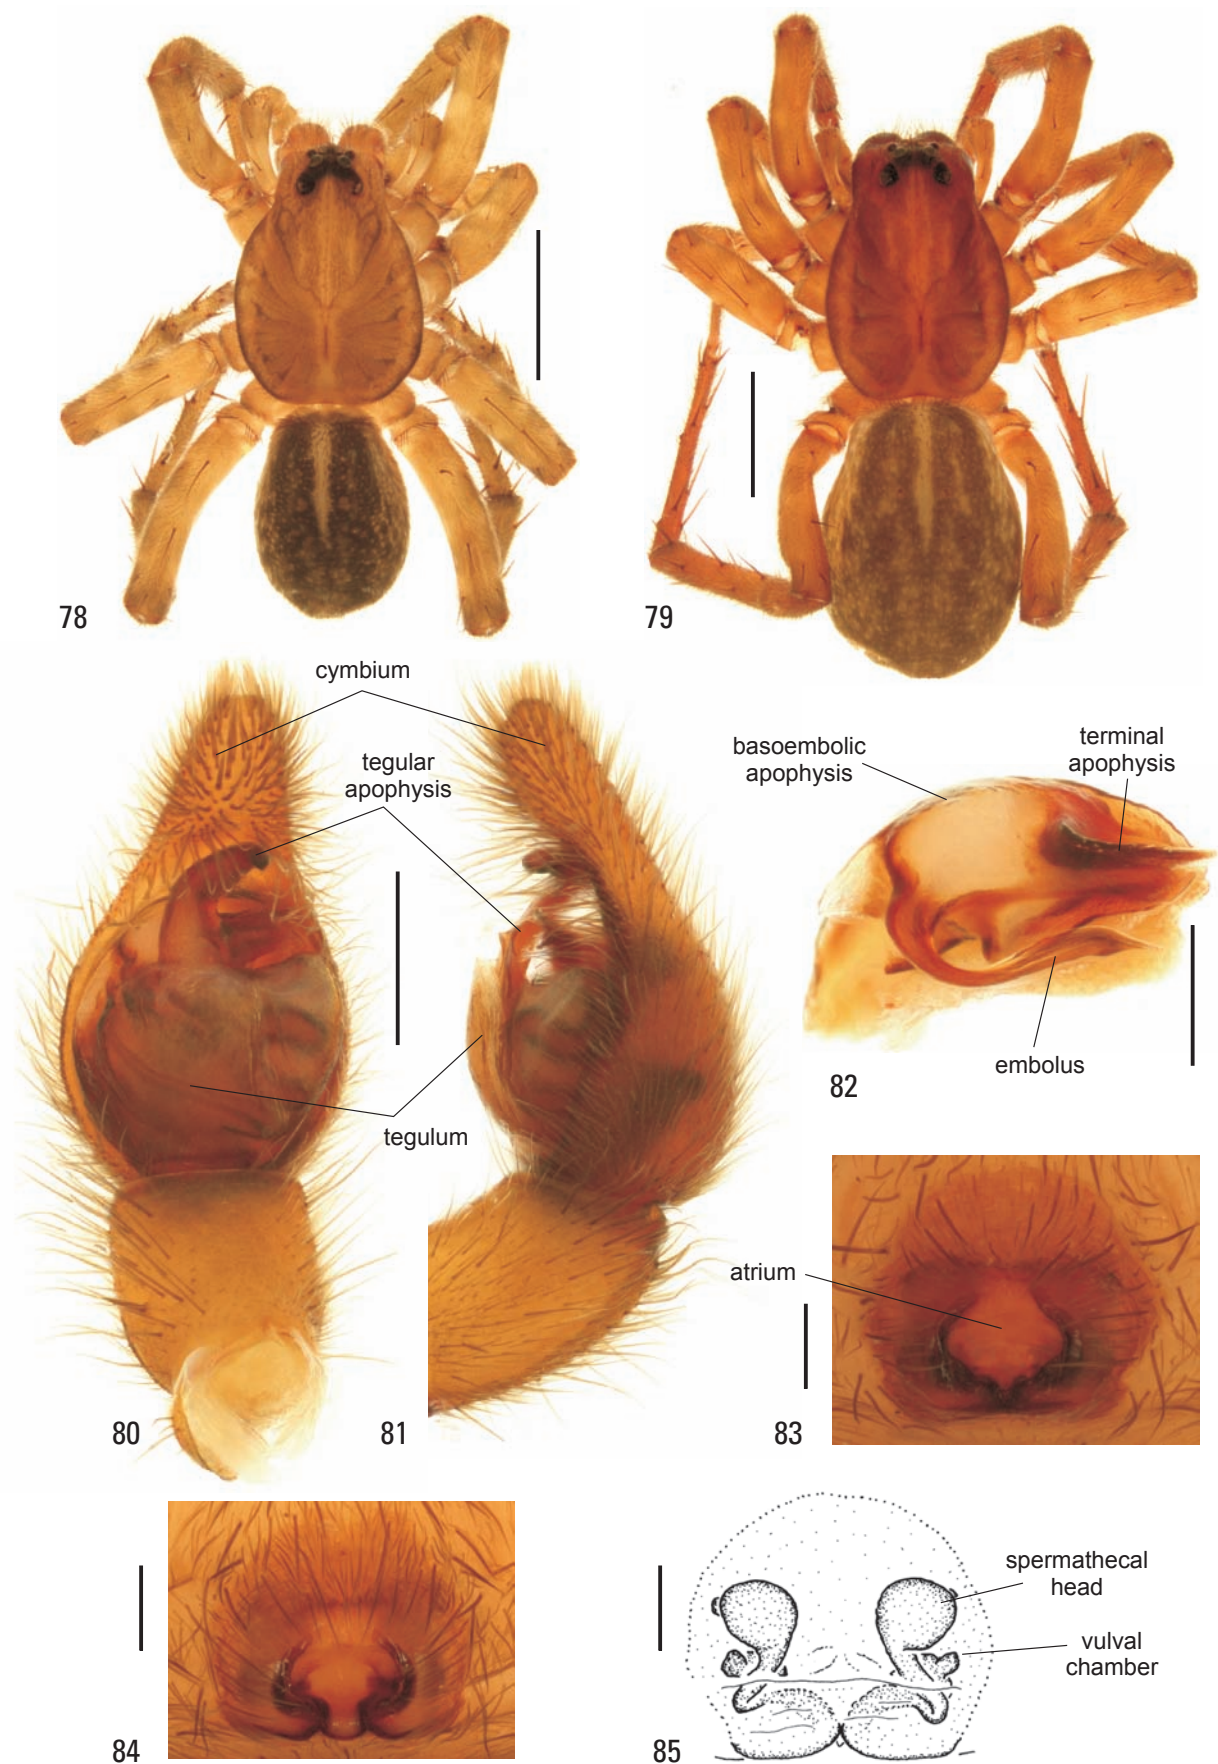 78
79
cymbium
tegular
apophysis
basoembolic
apophysis
terminal
apophysis
embolus
82
tegulum
atrium
80
81
83
spermathecal
head
vulval
chamber
84
85